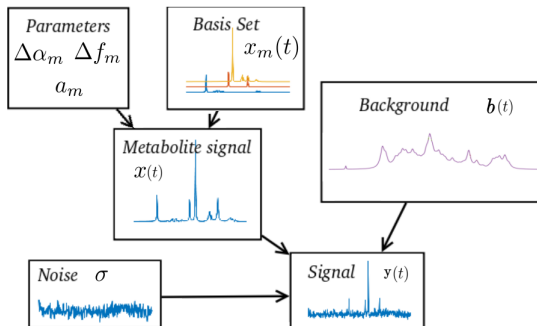 Parameters
Δα_m Δf_m
a_m
Basis Set
x_m(t)
Background b(t)
Metabolite signal
x(t)
Noise σ
Signal y(t)